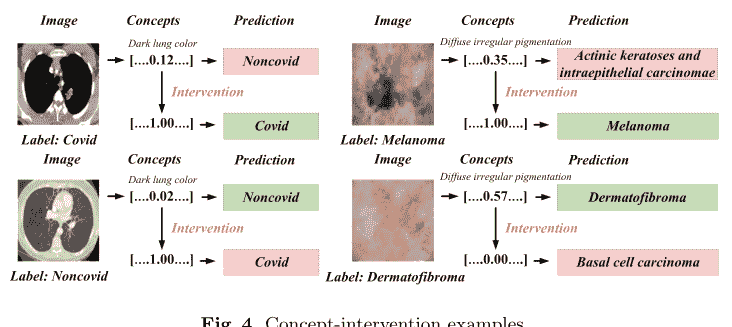 Image Concepts Prediction
Dark lung color
[....0.12....] Noncovid
Intervention
[....1.00....] Covid
Label: Covid
Image Concepts Prediction
Diffuse irregular pigmentation
[....0.35....] Actinic keratoses and
intraepithelial carcinomae
Intervention
[....1.00....] Melanoma
Label: Melanoma
Image Concepts Prediction
Dark lung color
[....0.02....] Noncovid
Intervention
[....1.00....] Covid
Label: Noncovid
Image Concepts Prediction
Diffuse irregular pigmentation
[....0.57....] Dermatofibroma
Intervention
[....0.00....] Basal cell carcinoma
Label: Dermatofibroma
Fig. 4. Concept-intervention examples